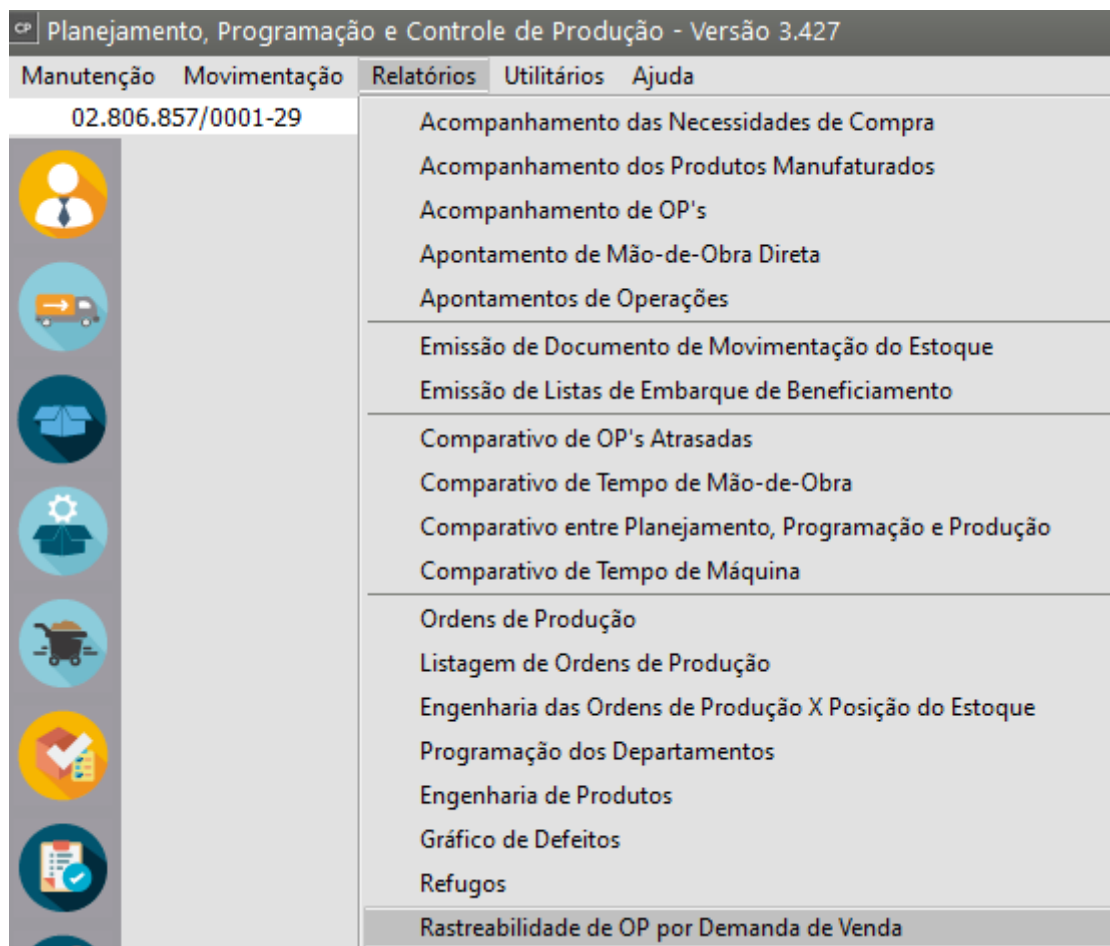 CP Planejamento, Programação e Controle de Produção - Versão 3.427
Manutenção Movimentação Relatórios Utilitários Ajuda
02.806.857/0001-29
Acompanhamento das Necessidades de Compra
Acompanhamento dos Produtos Manufaturados
Acompanhamento de OP's
Apontamento de Mão-de-Obra Direta
Apontamentos de Operações
Emissão de Documento de Movimentação do Estoque
Emissão de Listas de Embarque de Beneficiamento
Comparativo de OP's Atrasadas
Comparativo de Tempo de Mão-de-Obra
Comparativo entre Planejamento, Programação e Produção
Comparativo de Tempo de Máquina
Ordens de Produção
Listagem de Ordens de Produção
Engenharia das Ordens de Produção X Posição do Estoque
Programação dos Departamentos
Engenharia de Produtos
Gráfico de Defeitos
Refugos
Rastreabilidade de OP por Demanda de Venda